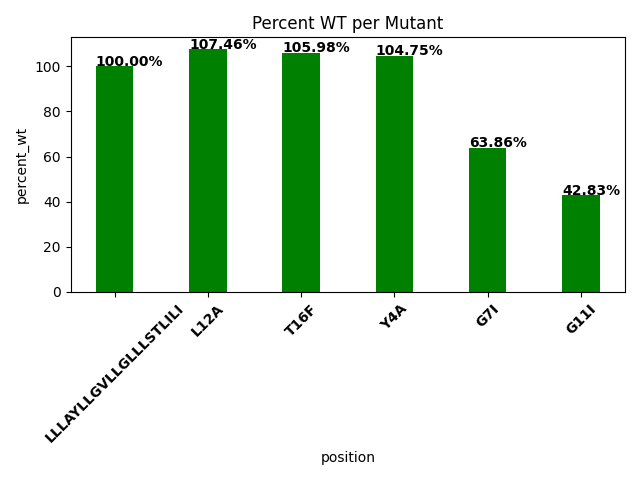 Percent WT per Mutant
percent_wt
100
80
60
40
20
0
100.00%
107.46%
105.98%
104.75%
63.86%
42.83%
LLLAYLLGVLLGLLLSTLILI
L12A
T16F
Y4A
G7I
G11I
position